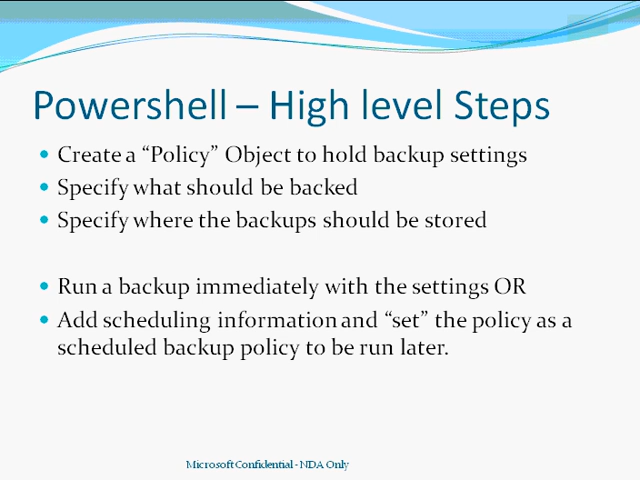 Powershell – High level Steps
Create a “Policy” Object to hold backup settings
Specify what should be backed
Specify where the backups should be stored
Run a backup immediately with the settings OR
Add scheduling information and “set” the policy as a
scheduled backup policy to be run later.
Microsoft Confidential - NDA Only